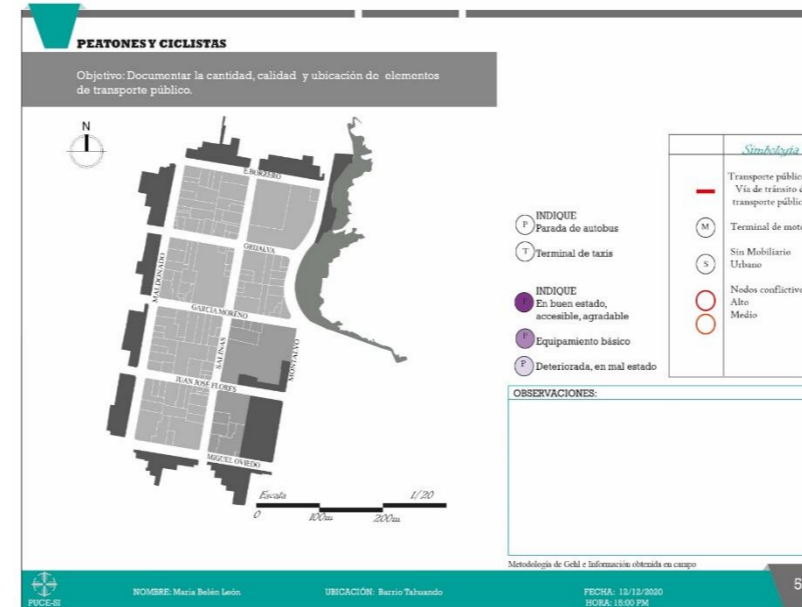 PEATONES Y CICLISTAS
Objetivo: Documentar la cantidad, calidad y ubicación de elementos
de transporte público.
N
E BORRERO
GRIJALVA
MALDONADO
GARCIA MORENO
SALINAS
MONTALVO
JUAN JOSÉ FLORES
MIGUEL OVIEDO
Escala 1/20
0 100m 200m
INDIQUE
P Parada de autobus
T Terminal de taxis
INDIQUE
P En buen estado,
accesible, agradable
P Equipamiento básico
P Deteriorada, en mal estado
Simbología
Transporte públic
Vía de tránsito d
transporte públic
M Terminal de moto
S Sin Mobiliario
Urbano
Nodos conflictivo
Alto
Medio
OBSERVACIONES:
Metodología de Gehl e Información obtenida en campo
PUCE-SI
NOMBRE: Maria Belén León
UBICACIÓN: Barrio Tahuando
FECHA: 12/12/2020
HORA: 15:00 PM
5